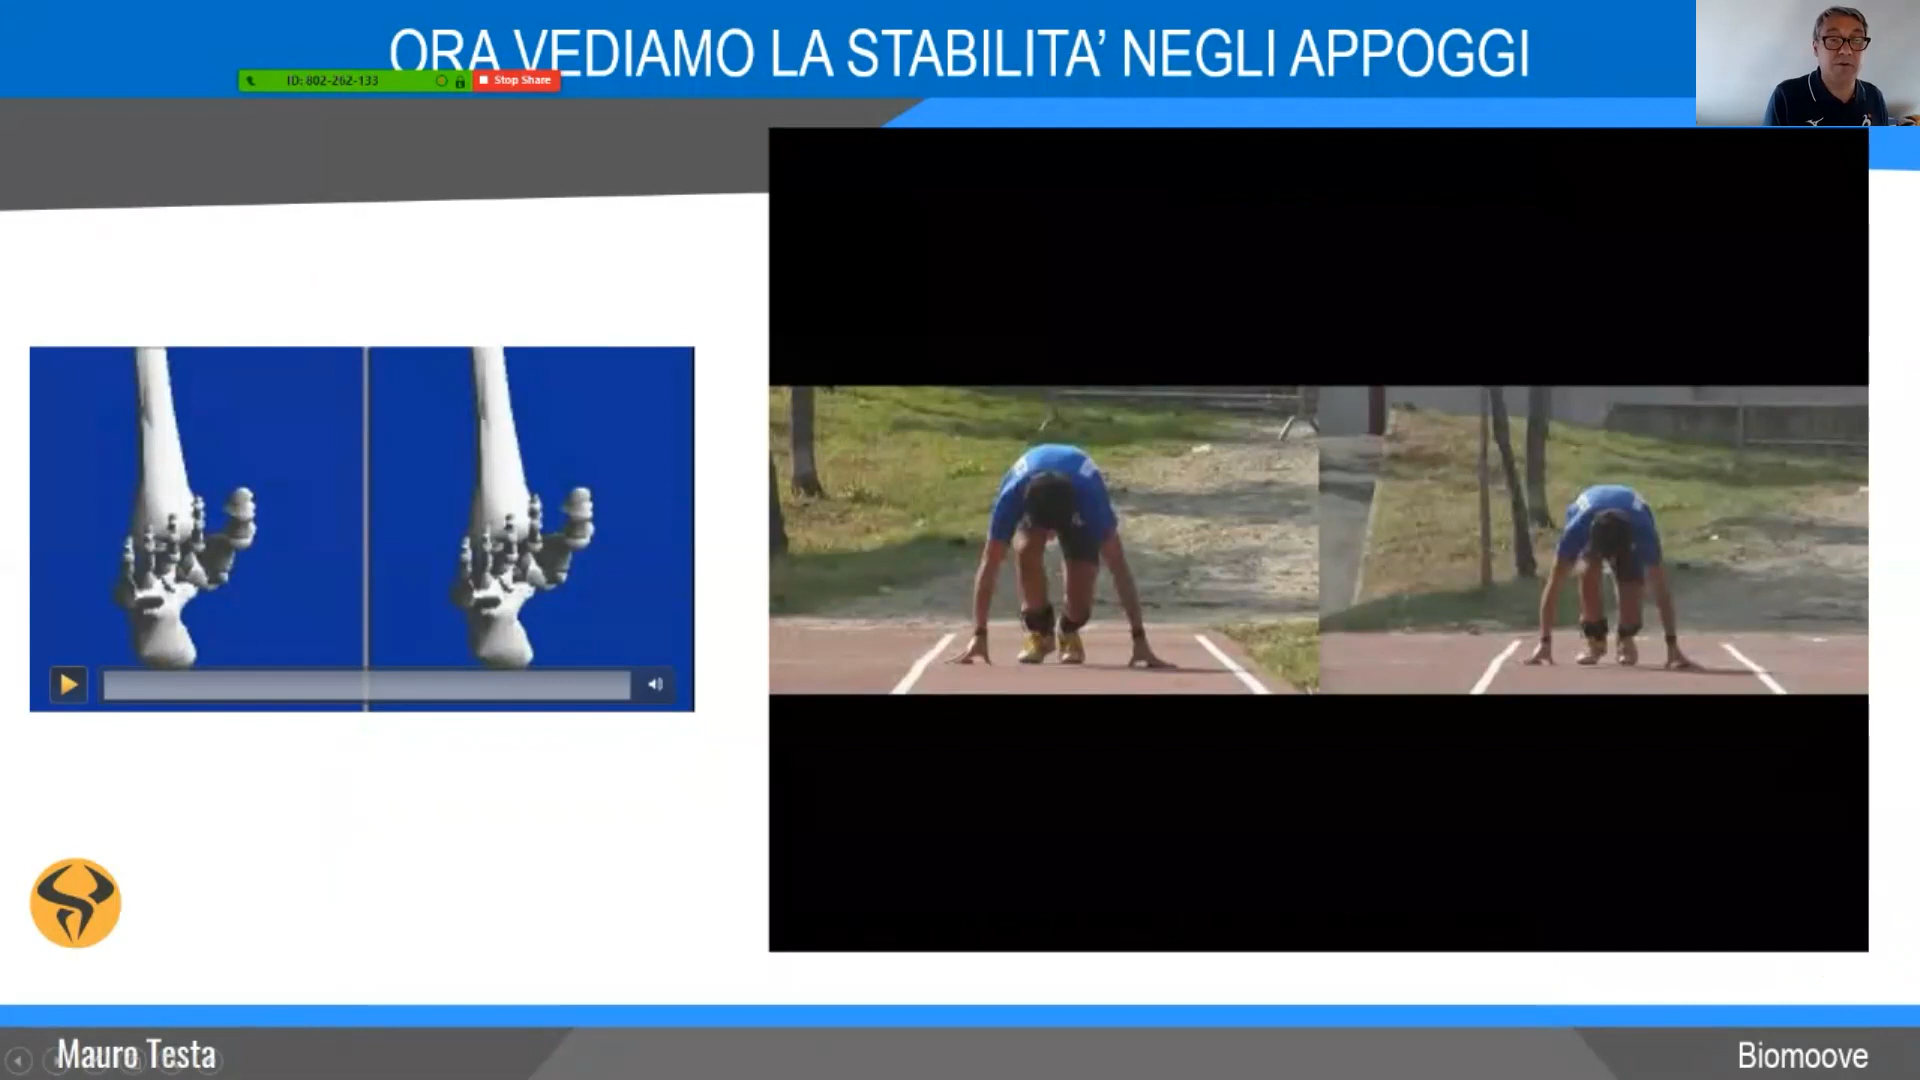 ORA VEDIAMO LA STABILITA’ NEGLI APPOGGI
ID: 802-262-133
Stop Share
Mauro Testa
Biomoove